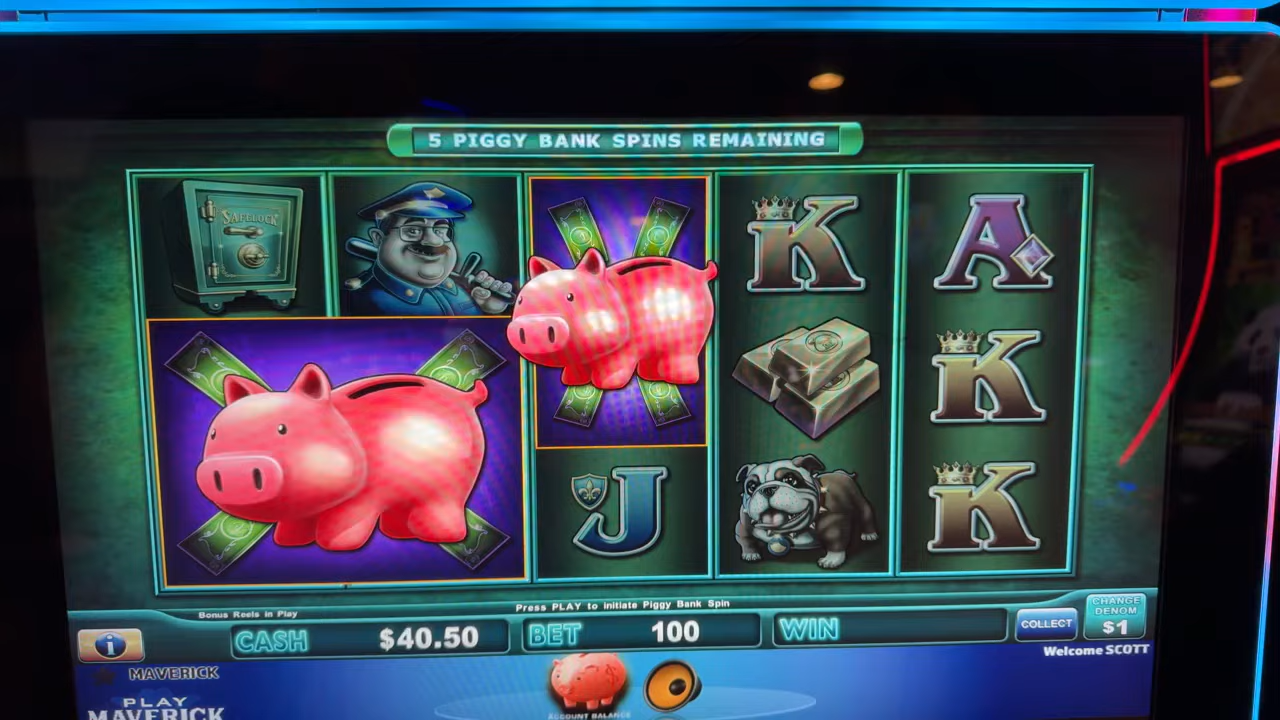 5 PIGGY BANK SPINS REMAINING
SAFELOCK
K
A
K
J
K
Bonus Reels in Play
Press PLAY to initiate Piggy Bank Spin
CASH $40.50
BET 100
WIN
COLLECT
CHANGE
DENOM
$1
i
Welcome SCOTT
MAVERICK
PLAY
MAVERICK
ACCOUNT BALANCE